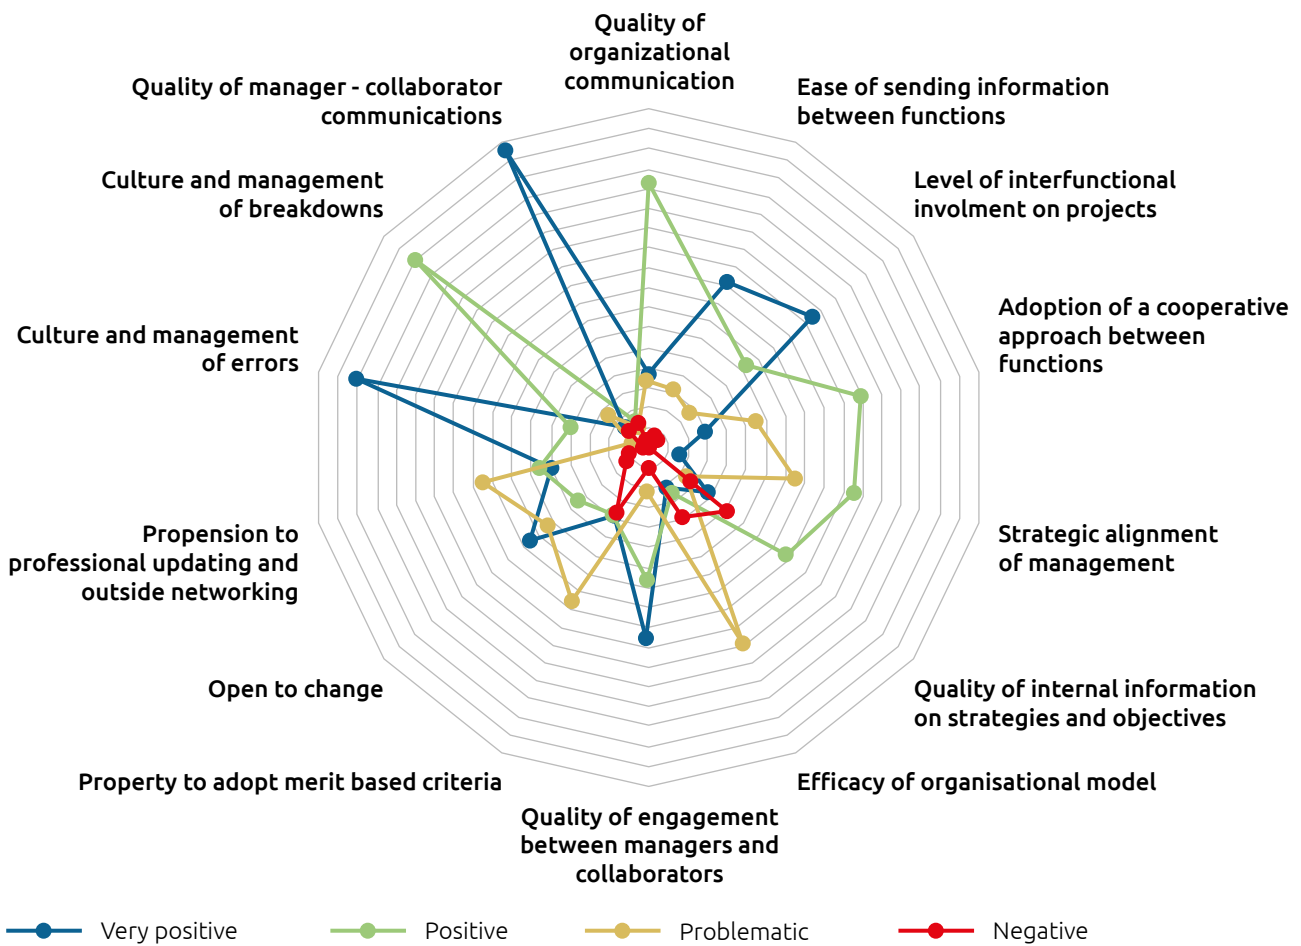 Quality of
organizational
communication
Ease of sending information
between functions
Level of interfunctional
involment on projects
Adoption of a cooperative
approach between
functions
Strategic alignment
of management
Quality of internal information
on strategies and objectives
Efficacy of organisational model
Quality of engagement
between managers and
collaborators
Property to adopt merit based criteria
Open to change
Propension to
professional updating and
outside networking
Culture and management
of errors
Culture and management
of breakdowns
Quality of manager - collaborator
communications
Very positive
Positive
Problematic
Negative